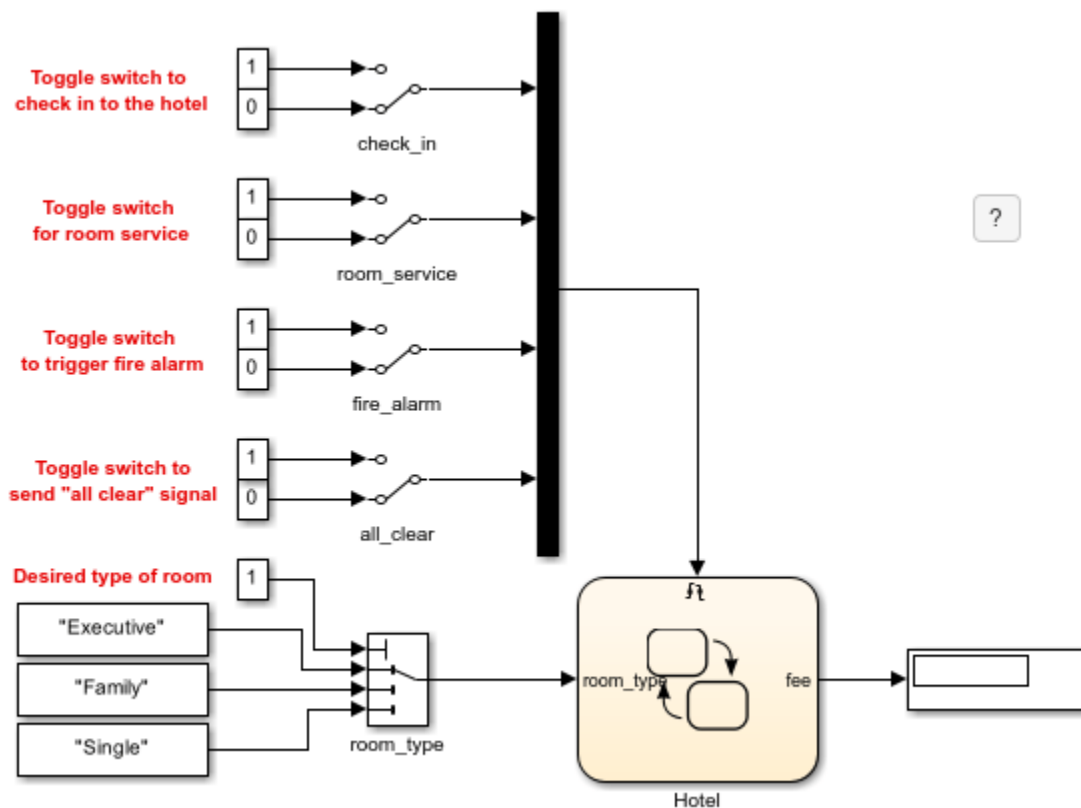 Toggle switch to
check in to the hotel
1
0
check_in
Toggle switch
for room service
1
0
room_service
?
Toggle switch
to trigger fire alarm
1
0
fire_alarm
Toggle switch to
send "all clear" signal
1
0
all_clear
Desired type of room
1
"Executive"
"Family"
"Single"
room_type
room_type
fee
Hotel